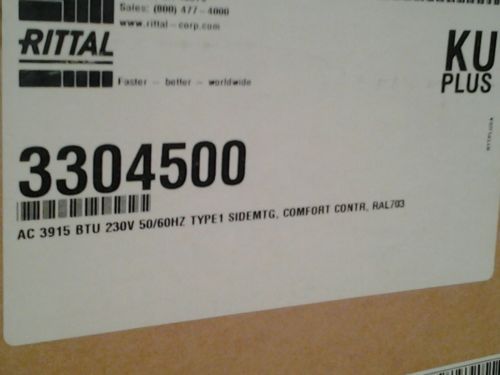 Sales: (800) 477-4000
www.rittal-corp.com
RITTAL
Faster - better - worldwide
KU
PLUS
3304500
AC 3915 BTU 230V 50/60HZ TYPE1 SIDEMTG, COMFORT CONTR, RAL703